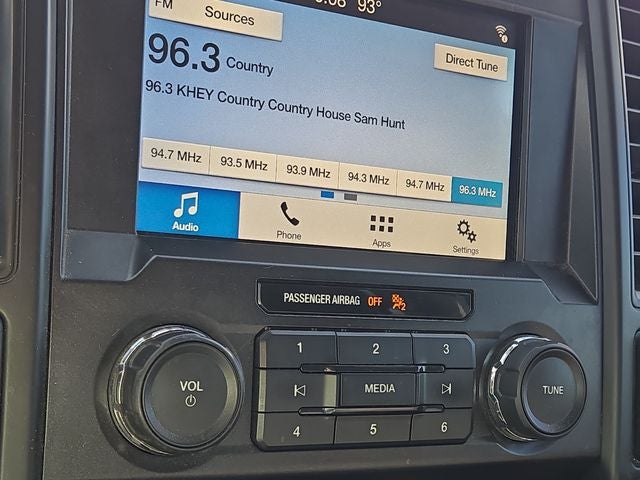 93°
FM
Sources
96.3 Country
Direct Tune
96.3 KHEY Country Country House Sam Hunt
94.7 MHz 93.5 MHz 93.9 MHz 94.3 MHz 94.7 MHz 96.3 MHz
Audio Phone Apps Settings
PASSENGER AIRBAG OFF 2
1 2 3
VOL MEDIA TUNE
4 5 6